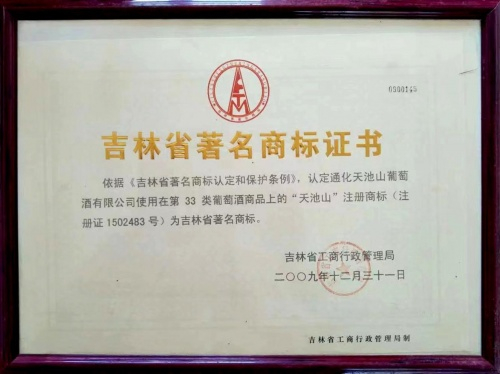 0300145
吉林省著名商标证书
依据《吉林省著名商标认定和保护条例》，认定通化天池山葡萄
酒有限公司使用在第 33 类葡萄酒商品上的“天池山”注册商标（注
册证 1502483 号）为吉林省著名商标。
吉林省工商行政管理局
二〇〇九年十二月三十一日
吉林省工商行政管理局制